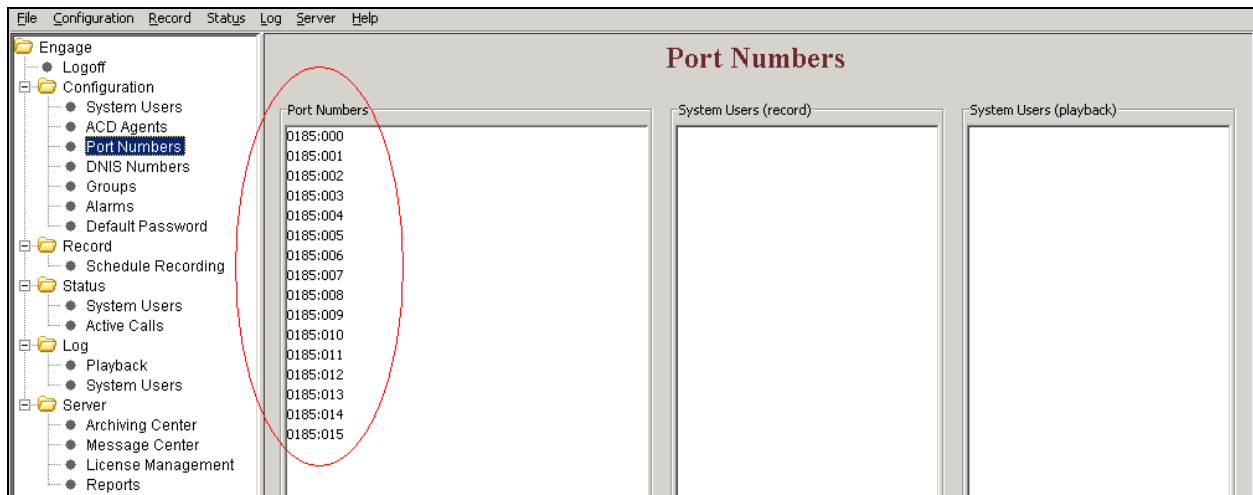 File Configuration Record Status Log Server Help
Engage
Logoff
Configuration
System Users
ACD Agents
Port Numbers
DNIS Numbers
Groups
Alarms
Default Password
Record
Schedule Recording
Status
System Users
Active Calls
Log
Playback
System Users
Server
Archiving Center
Message Center
License Management
Reports
Port Numbers
Port Numbers
0185:000
0185:001
0185:002
0185:003
0185:004
0185:005
0185:006
0185:007
0185:008
0185:009
0185:010
0185:011
0185:012
0185:013
0185:014
0185:015
System Users (record)
System Users (playback)